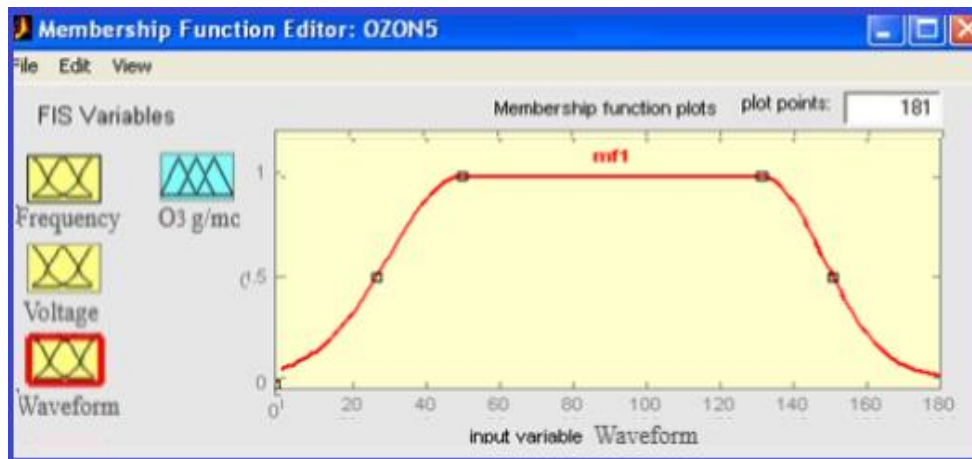 Membership Function Editor: OZON5
File Edit View
FIS Variables
Membership function plots plot points: 181
mf1
Frequency
O3 g/mc
Voltage
Waveform
1
0.5
0
0 20 40 60 80 100 120 140 160 180
input variable Waveform